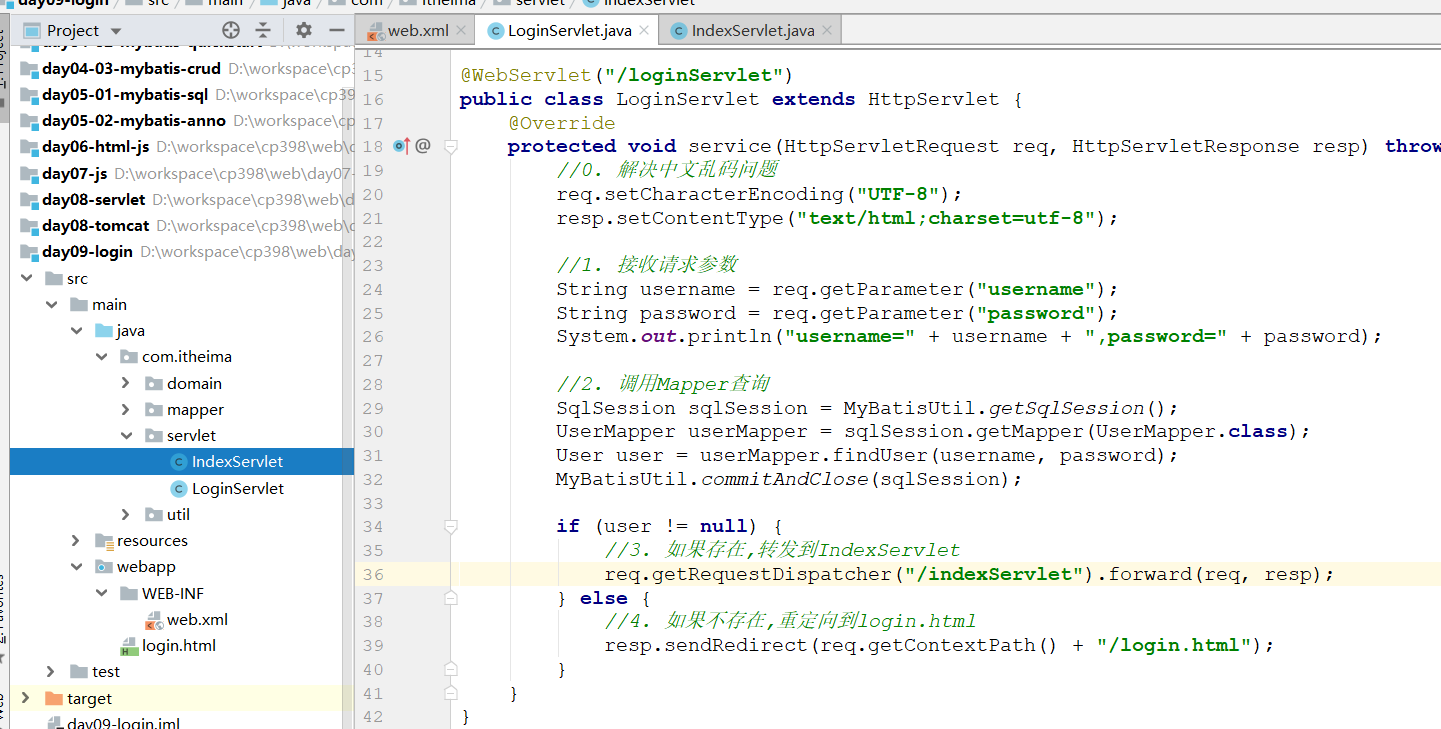 day09-login src main java com itheima servlet IndexServlet
Project
web.xml
LoginServlet.java
IndexServlet.java
day04-02-mybatis-quickstart
day04-03-mybatis-crud D:\workspace\cp
day05-01-mybatis-sql D:\workspace\cp39
day05-02-mybatis-anno D:\workspace\cp
day06-html-js D:\workspace\cp398\web\d
day07-js D:\workspace\cp398\web\day07-
day08-servlet D:\workspace\cp398\web\d
day08-tomcat D:\workspace\cp398\web\d
day09-login D:\workspace\cp398\web\day
src
main
java
com.itheima
domain
mapper
servlet
IndexServlet
LoginServlet
util
resources
webapp
WEB-INF
web.xml
login.html
test
target
day09-login.iml
14
15 @WebServlet("/loginServlet")
16 public class LoginServlet extends HttpServlet {
17 @Override
18 @ protected void service(HttpServletRequest req, HttpServletResponse resp) throw
19 //0. 解决中文乱码问题
20 req.setCharacterEncoding("UTF-8");
21 resp.setContentType("text/html;charset=utf-8");
22
23 //1. 接收请求参数
24 String username = req.getParameter("username");
25 String password = req.getParameter("password");
26 System.out.println("username=" + username + ",password=" + password);
27
28 //2. 调用Mapper查询
29 SqlSession sqlSession = MyBatisUtil.getSqlSession();
30 UserMapper userMapper = sqlSession.getMapper(UserMapper.class);
31 User user = userMapper.findUser(username, password);
32 MyBatisUtil.commitAndClose(sqlSession);
33
34 if (user != null) {
35 //3. 如果存在,转发到IndexServlet
36 req.getRequestDispatcher("/indexServlet").forward(req, resp);
37 } else {
38 //4. 如果不存在,重定向到login.html
39 resp.sendRedirect(req.getContextPath() + "/login.html");
40 }
41 }
42 }